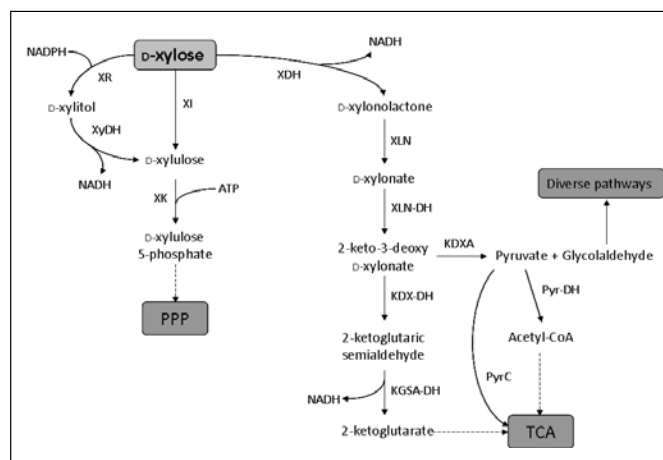 NADPH
D-xylose
NADH
XR
XDH
D-xylitol
XI
D-xylonolactone
XyDH
XLN
D-xylulose
NADH
D-xylonate
Diverse pathways
XK
ATP
XLN-DH
D-xylulose
5-phosphate
2-keto-3-deoxy
D-xylonate
KDXA
Pyruvate + Glycolaldehyde
KDX-DH
Pyr-DH
PPP
2-ketoglutaric
semialdehyde
Acetyl-CoA
PyrC
NADH
KGSA-DH
2-ketoglutarate
TCA